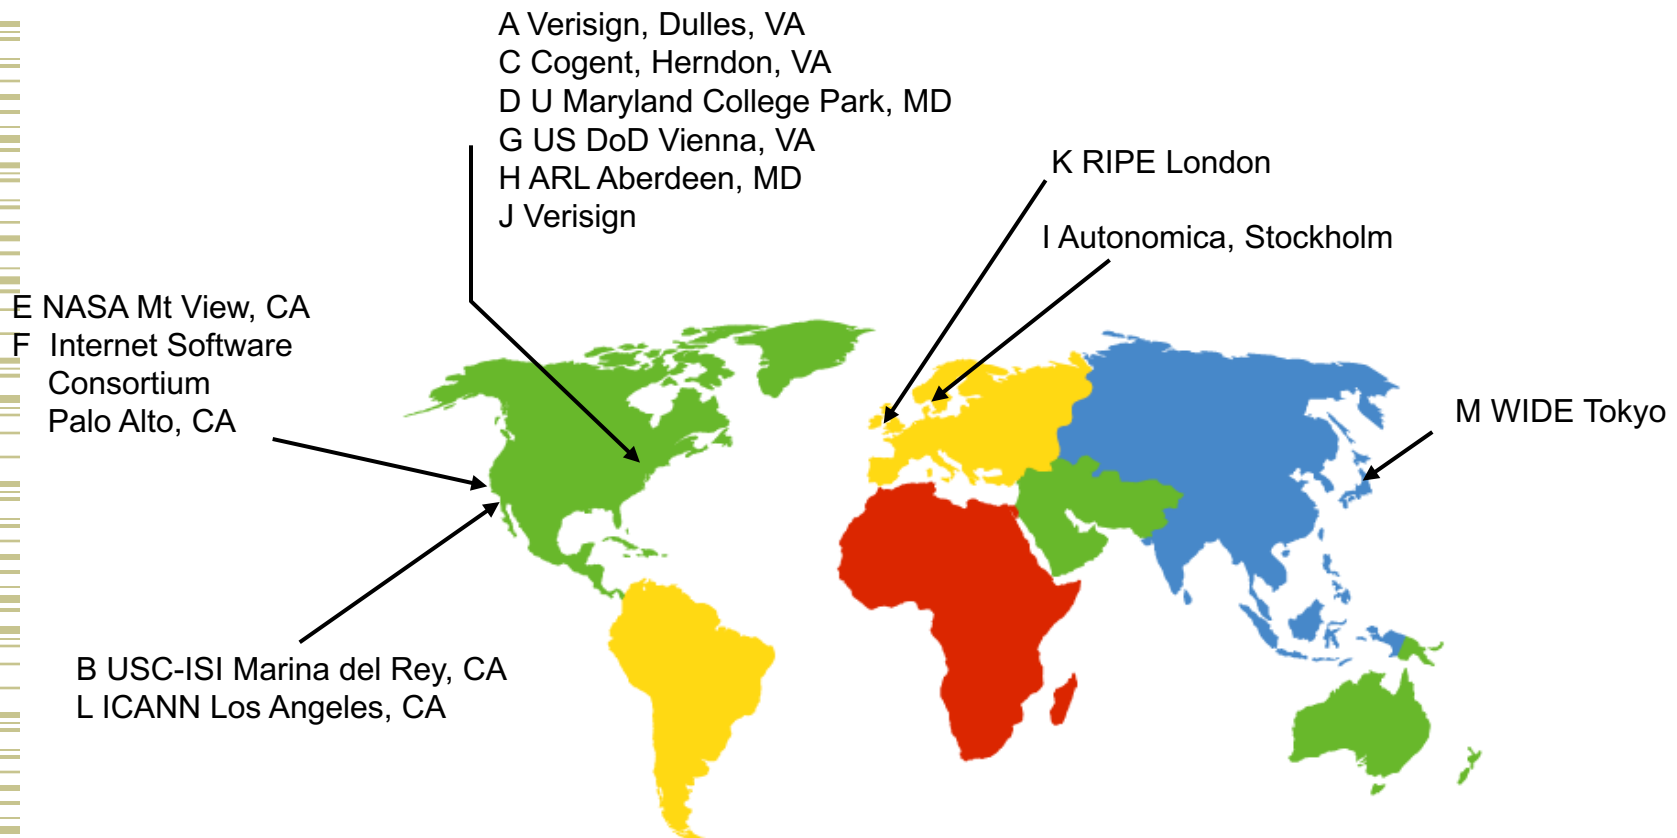 A Verisign, Dulles, VA
C Cogent, Herndon, VA
D U Maryland College Park, MD
G US DoD Vienna, VA
H ARL Aberdeen, MD
J Verisign
K RIPE London
I Autonomica, Stockholm
E NASA Mt View, CA
F Internet Software
Consortium
Palo Alto, CA
M WIDE Tokyo
B USC-ISI Marina del Rey, CA
L ICANN Los Angeles, CA